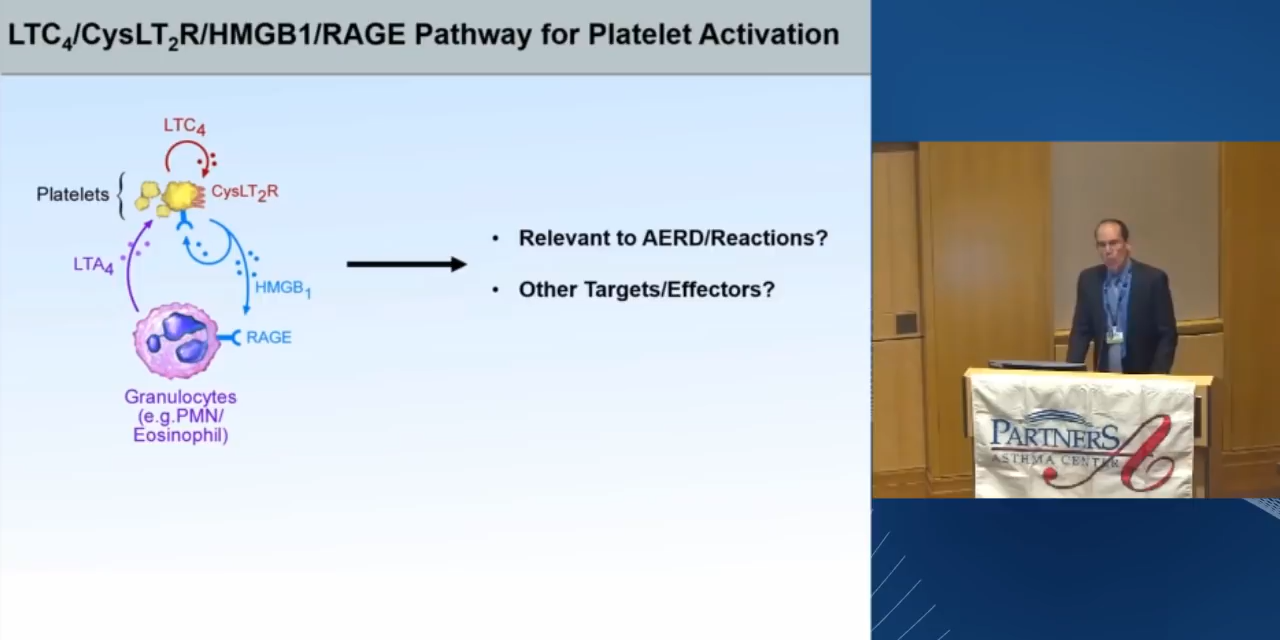 LTC4/CysLT2R/HMGB1/RAGE Pathway for Platelet Activation
LTC4
Platelets
CysLT2R
LTA4
HMGB1
RAGE
Granulocytes
(e.g.PMN/
Eosinophil)
• Relevant to AERD/Reactions?
• Other Targets/Effectors?
PARTNERS
ASTHMA CENTER